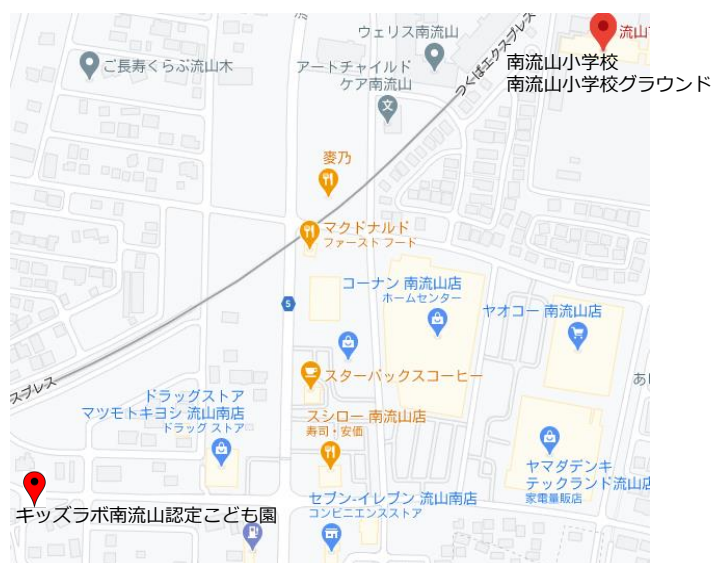 ウェリス南流山
流山
南流山小学校
南流山小学校グラウンド
ご長寿くらぶ流山木
アートチャイルド
ケア南流山
つくばエクスプレス
文
麥乃
マクドナルド
ファースト フード
コーナン 南流山店
ホームセンター
5
ヤオコー 南流山店
スターバックスコーヒー
あ
スプレス
ドラッグストア
マツモトキヨシ 流山南店
ドラッグ ストア
スシロー 南流山店
寿司・安価
ヤマダデンキ
テックランド流山店
家電量販店
セブン-イレブン 流山南店
コンビニエンスストア
キッズラボ南流山認定こども園